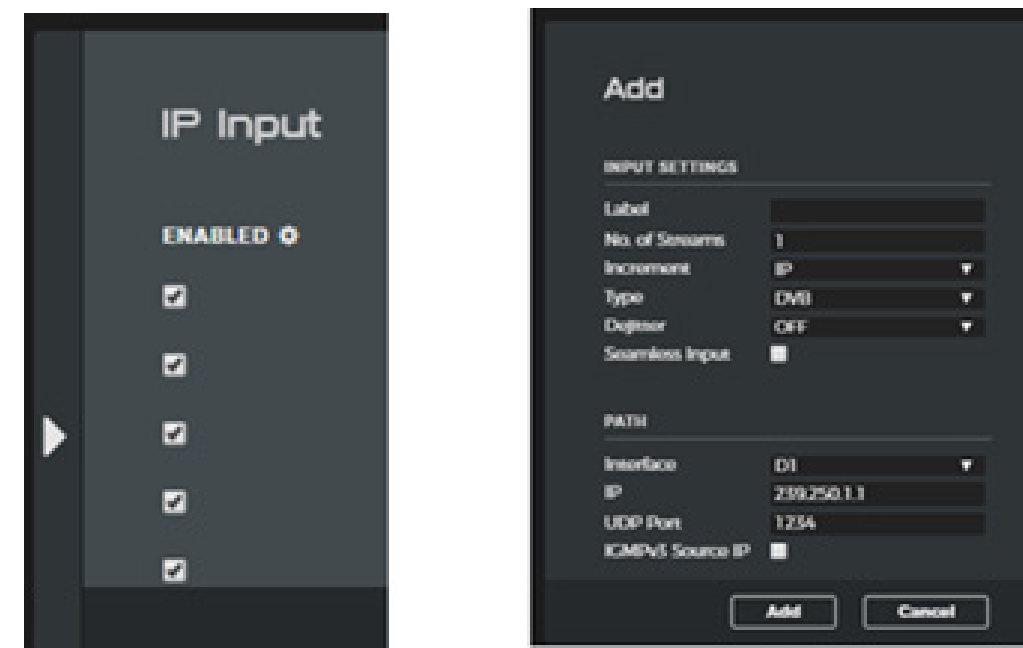 IP Input
ENABLED
Add
INPUT SETTINGS
Label
No. of Streams 1
Increment IP
Type DVB
Dejitter OFF
Seamless Input
PATH
Interface D1
IP 239.250.1.1
UDP Port 1234
IGMPv3 Source IP
Add Cancel